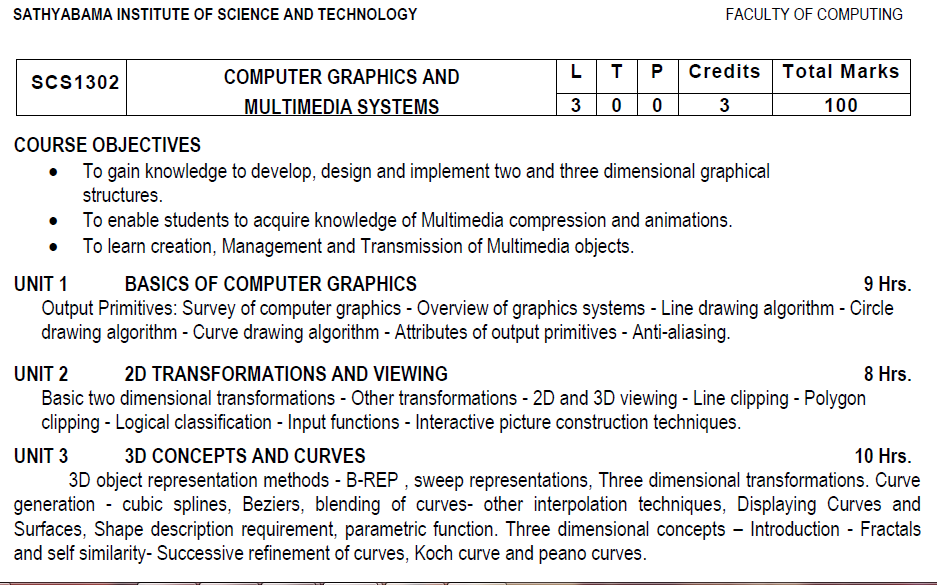 SATHYABAMA INSTITUTE OF SCIENCE AND TECHNOLOGY FACULTY OF COMPUTING
SCS1302 COMPUTER GRAPHICS AND MULTIMEDIA SYSTEMS L T P Credits Total Marks
3 0 0 3 100
COURSE OBJECTIVES
• To gain knowledge to develop, design and implement two and three dimensional graphical
structures.
• To enable students to acquire knowledge of Multimedia compression and animations.
• To learn creation, Management and Transmission of Multimedia objects.
UNIT 1 BASICS OF COMPUTER GRAPHICS 9 Hrs.
Output Primitives: Survey of computer graphics - Overview of graphics systems - Line drawing algorithm - Circle
drawing algorithm - Curve drawing algorithm - Attributes of output primitives - Anti-aliasing.
UNIT 2 2D TRANSFORMATIONS AND VIEWING 8 Hrs.
Basic two dimensional transformations - Other transformations - 2D and 3D viewing - Line clipping - Polygon
clipping - Logical classification - Input functions - Interactive picture construction techniques.
UNIT 3 3D CONCEPTS AND CURVES 10 Hrs.
3D object representation methods - B-REP , sweep representations, Three dimensional transformations. Curve
generation - cubic splines, Beziers, blending of curves- other interpolation techniques, Displaying Curves and
Surfaces, Shape description requirement, parametric function. Three dimensional concepts – Introduction - Fractals
and self similarity- Successive refinement of curves, Koch curve and peano curves.